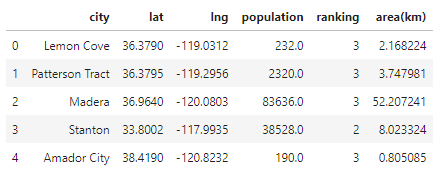 city lat lng population ranking area(km)
0 Lemon Cove 36.3790 -119.0312 232.0 3 2.168224
1 Patterson Tract 36.3795 -119.2956 2320.0 3 3.747981
2 Madera 36.9640 -120.0803 83636.0 3 52.207241
3 Stanton 33.8002 -117.9935 38528.0 2 8.023324
4 Amador City 38.4190 -120.8232 190.0 3 0.805085